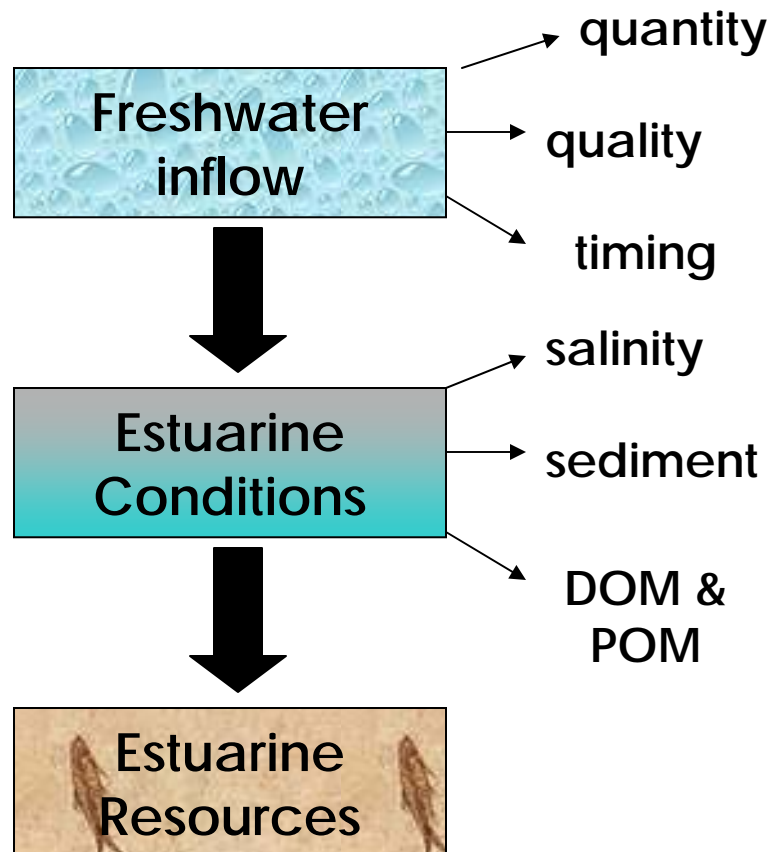 quantity
Freshwater
inflow
quality
timing
salinity
Estuarine
Conditions
sediment
DOM &
POM
Estuarine
Resources